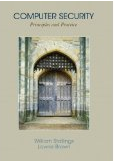 COMPUTER SECURITY
Principles and Practice
William Stallings
Lawrie Brown